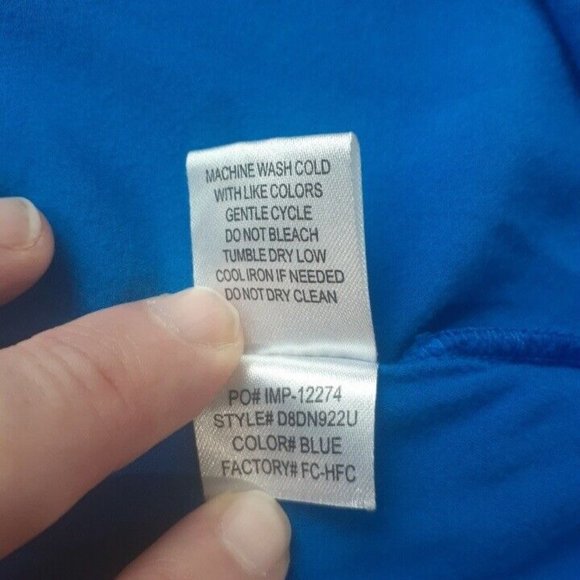 MACHINE WASH COLD
WITH LIKE COLORS
GENTLE CYCLE
DO NOT BLEACH
TUMBLE DRY LOW
COOL IRON IF NEEDED
DO NOT DRY CLEAN
PO# IMP-12274
STYLE# D8DN922U
COLOR# BLUE
FACTORY# FC-HFC